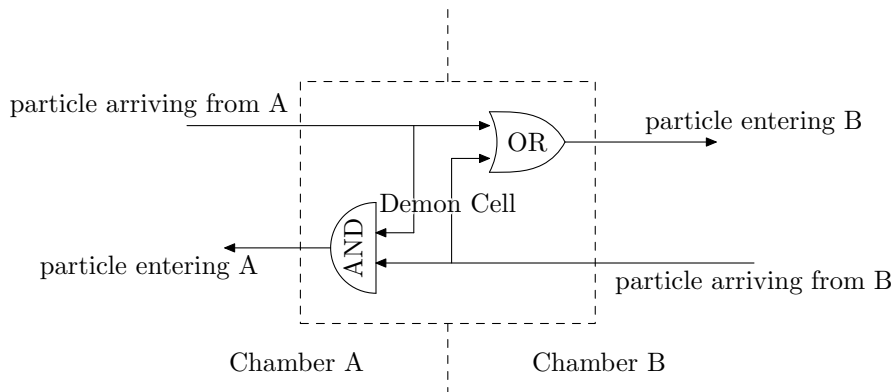 particle arriving from A
OR
particle entering B
Demon Cell
AND
particle entering A
particle arriving from B
Chamber A
Chamber B